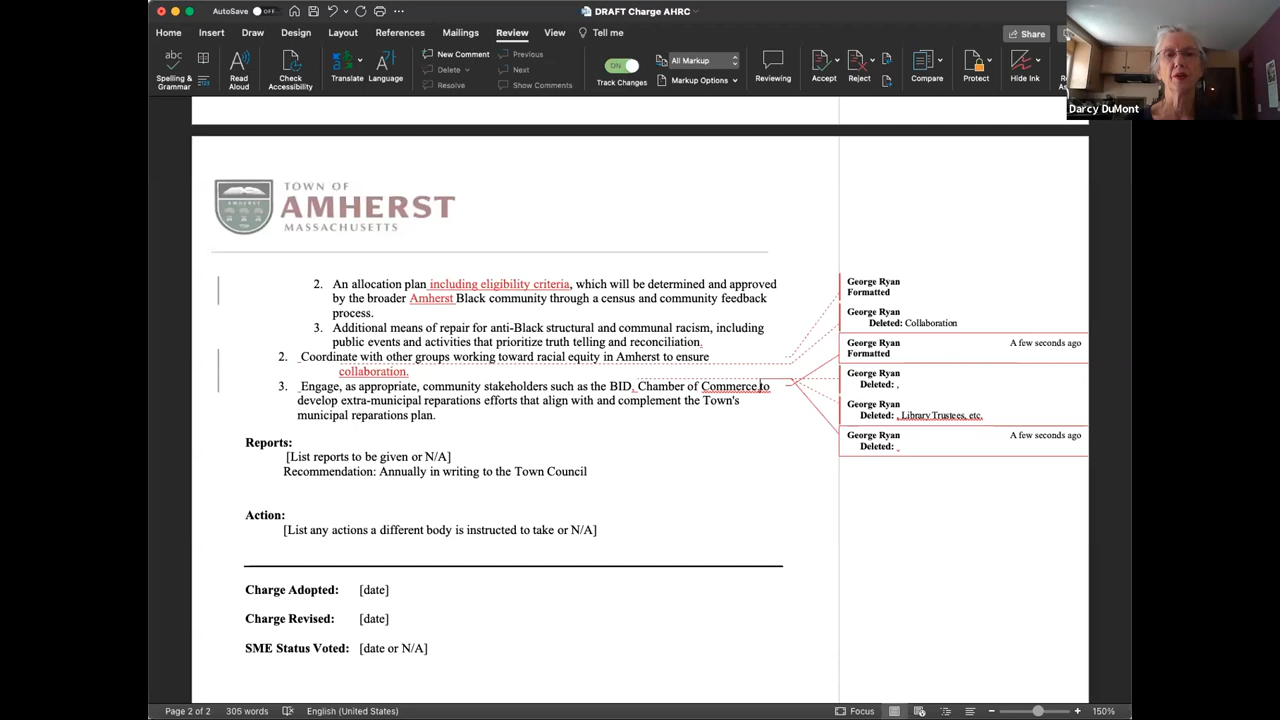 AutoSave OFF
DRAFT Charge AHRC
Home Insert Draw Design Layout References Mailings Review View Tell me
Share
Spelling & Grammar
Read Aloud
Check Accessibility
Translate
Language
New Comment
Delete
Resolve
Previous
Next
Show Comments
ON
Track Changes
All Markup
Markup Options
Reviewing
Accept
Reject
Compare
Protect
Hide Ink
Darcy DuMont
TOWN OF
AMHERST
MASSACHUSETTS
2. An allocation plan including eligibility criteria, which will be determined and approved
by the broader Amherst Black community through a census and community feedback
process.
3. Additional means of repair for anti-Black structural and communal racism, including
public events and activities that prioritize truth telling and reconciliation.
2. Coordinate with other groups working toward racial equity in Amherst to ensure
collaboration.
3. Engage, as appropriate, community stakeholders such as the BID, Chamber of Commerce to
develop extra-municipal reparations efforts that align with and complement the Town's
municipal reparations plan.
Reports:
[List reports to be given or N/A]
Recommendation: Annually in writing to the Town Council
Action:
[List any actions a different body is instructed to take or N/A]
Charge Adopted: [date]
Charge Revised: [date]
SME Status Voted: [date or N/A]
George Ryan
Formatted
George Ryan
Deleted: Collaboration
George Ryan A few seconds ago
Formatted
George Ryan
Deleted: ,
George Ryan
Deleted: , Library Trustees, etc.
George Ryan A few seconds ago
Deleted: ,
Page 2 of 2 305 words English (United States) Focus 150%